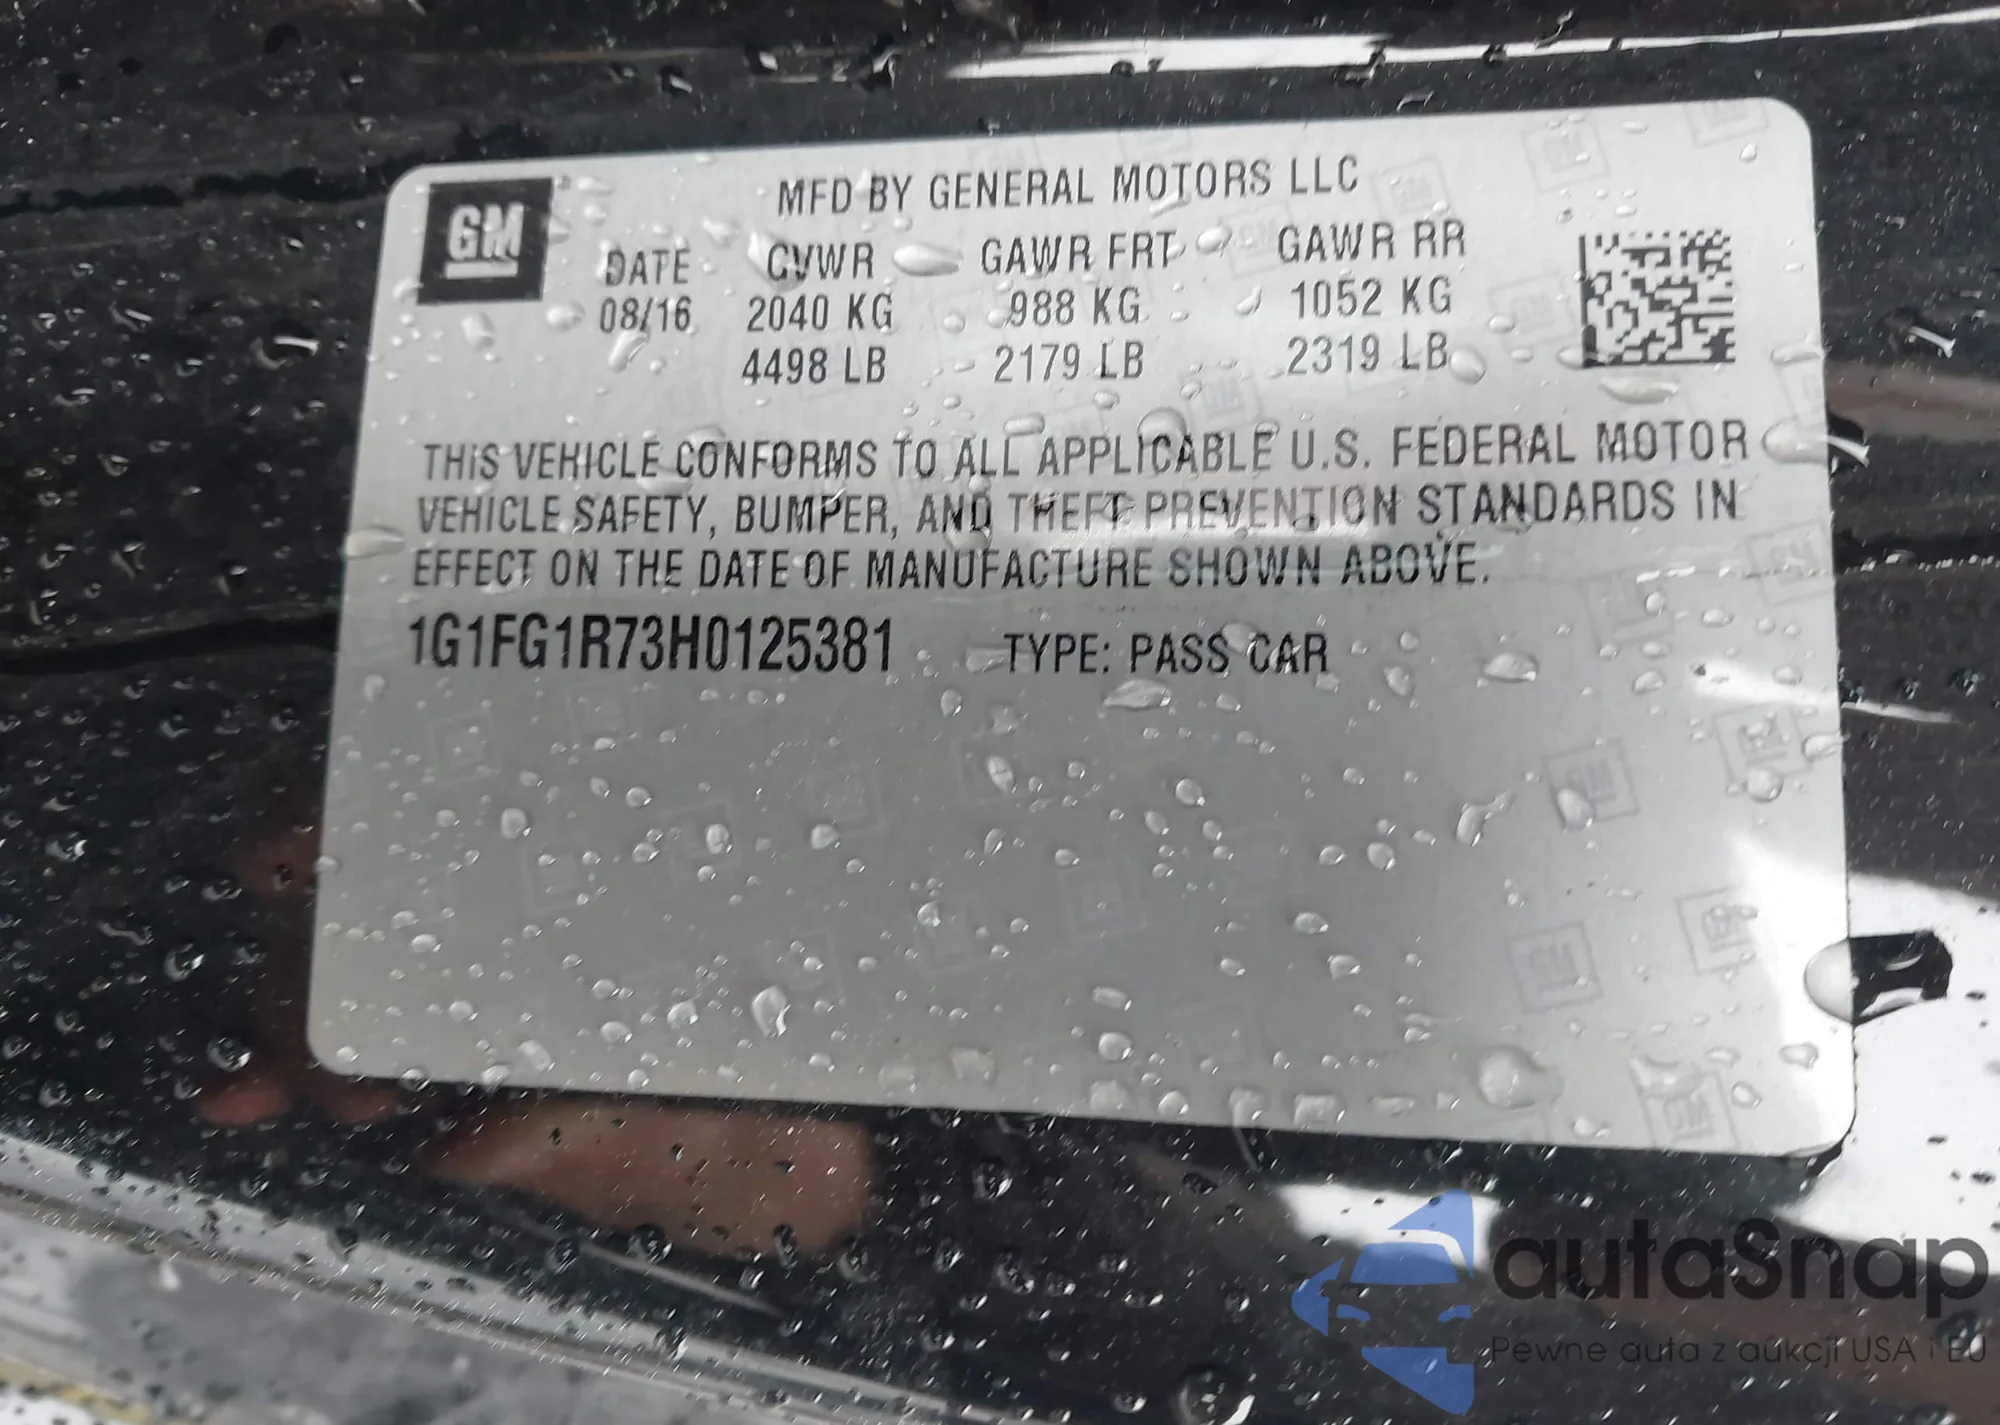 GM
MFD BY GENERAL MOTORS LLC
DATE GVWR GAWR FRT GAWR RR
08/16 2040 KG 988 KG 1052 KG
4498 LB 2179 LB 2319 LB
THIS VEHICLE CONFORMS TO ALL APPLICABLE U.S. FEDERAL MOTOR
VEHICLE SAFETY, BUMPER, AND THEFT PREVENTION STANDARDS IN
EFFECT ON THE DATE OF MANUFACTURE SHOWN ABOVE.
1G1FG1R73H0125381 TYPE: PASS CAR
autaSnap
Pewne auta z aukcji USA i EU